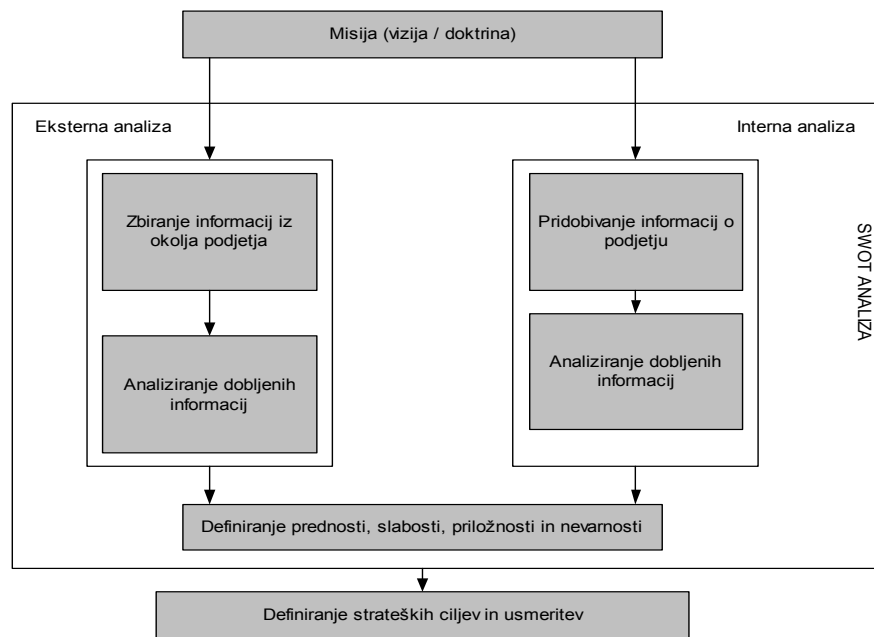 Misija (vizija / doktrina)
Eksterna analiza
Interna analiza
Zbiranje informacij iz
okolja podjetja
Pridobivanje informacij o
podjetju
SWOT ANALIZA
Analiziranje dobljenih
informacij
Analiziranje dobljenih
informacij
Definiranje prednosti, slabosti, priložnosti in nevarnosti
Definiranje strateških ciljev in usmeritev